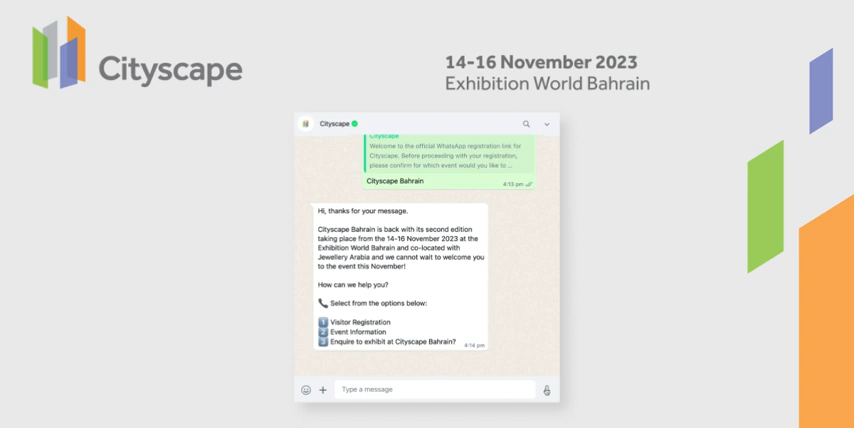 Cityscape
14-16 November 2023
Exhibition World Bahrain
Cityscape
Cityscape
Welcome to the official WhatsApp registration link for
Cityscape. Before proceeding with your registration,
please confirm for which event would you like to ...
Cityscape Bahrain
4:13 pm
Hi, thanks for your message.
Cityscape Bahrain is back with its second edition
taking place from the 14-16 November 2023 at the
Exhibition World Bahrain and co-located with
Jewellery Arabia and we cannot wait to welcome you
to the event this November!
How can we help you?
📞 Select from the options below:
1 Visitor Registration
2 Event Information
3 Enquire to exhibit at Cityscape Bahrain?
4:14 pm
Type a message